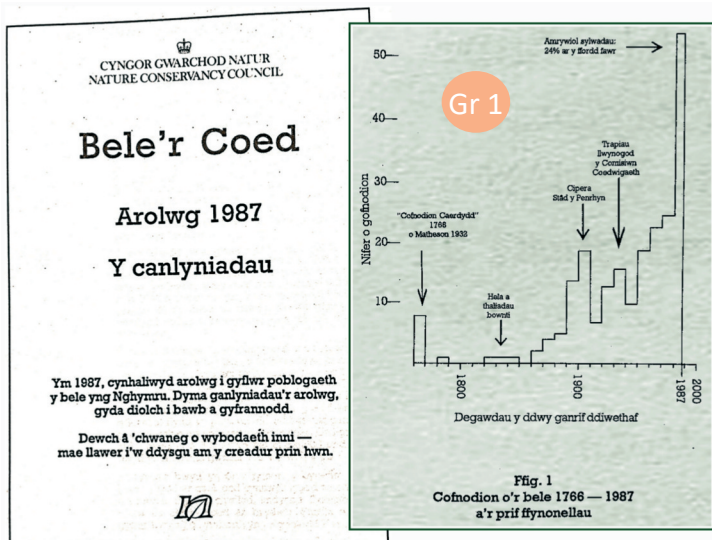 CYNGOR GWARCHOD NATUR
NATURE CONSERVANCY COUNCIL
Bele'r Coed
Arolwg 1987
Y canlyniadau
Ym 1987, cynhaliwyd arolwg i gyflwr poblogaeth
y bele yng Nghymru. Dyma ganlyniadau'r arolwg,
gyda diolch i bawb a gyfrannodd.
Dewch â 'chwaneg o wybodaeth inni —
mae llawer i'w ddysgu am y creadur prin hwn.
Gr 1
Amrywiol sylwadau:
24% ar y ffordd fawr
Trapiau
llwynogod
y Comisiwn
Coedwigaeth
Cipera
Stâd y Penrhyn
"Cofnodion Caerdydd"
1766
o Matheson 1932
Hela a
thaliadau
bownti
Nifer o gofnodion
50
40
30
20
10
1800
1900
1987
2000
Degawdau y ddwy ganrif ddiwethaf
Ffig. 1
Cofnodion o'r bele 1766 — 1987
a'r prif ffynonellau